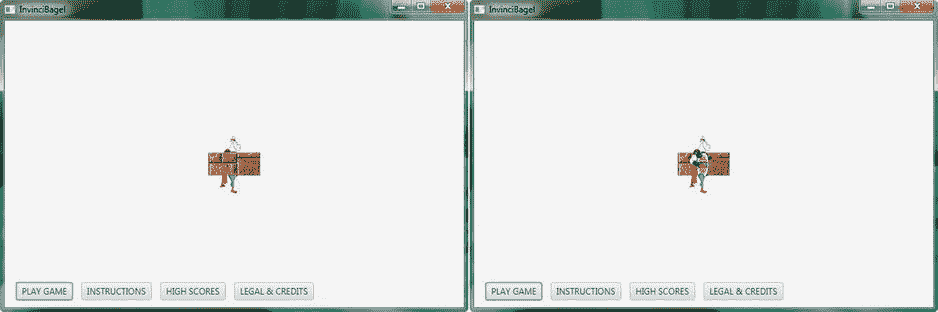 InvinciBagel
InvinciBagel
PLAY GAME INSTRUCTIONS HIGH SCORES LEGAL & CREDITS
PLAY GAME INSTRUCTIONS HIGH SCORES LEGAL & CREDITS